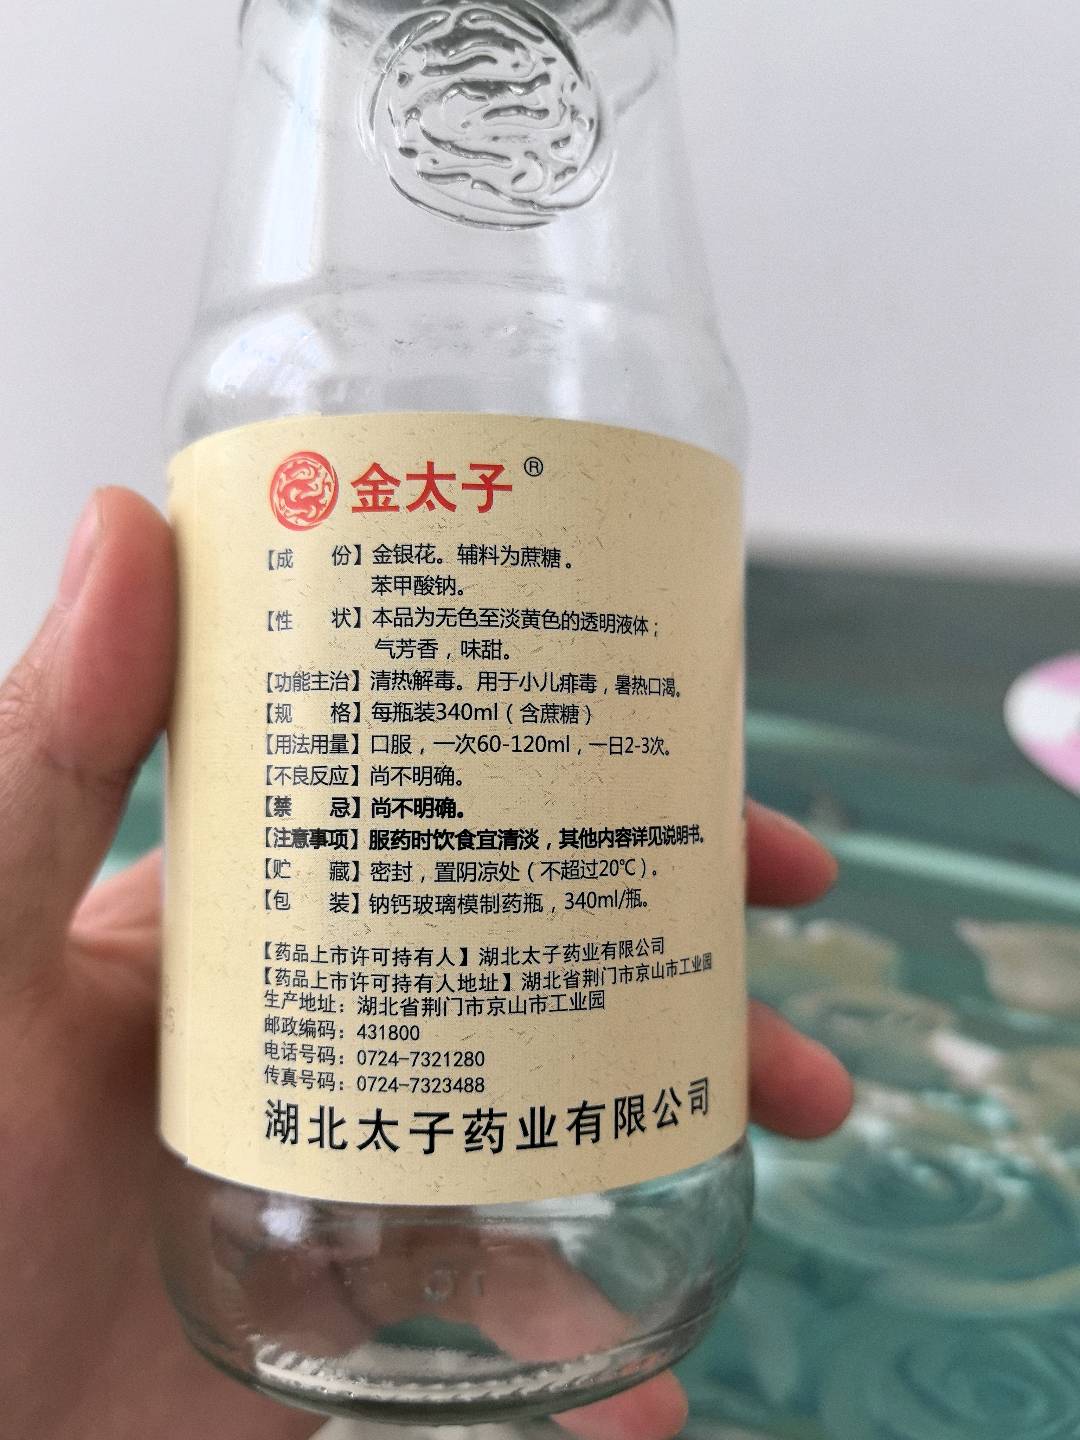 金太子®
【成 份】金银花。辅料为蔗糖。
苯甲酸钠。
【性 状】本品为无色至淡黄色的透明液体；
气芳香，味甜。
【功能主治】清热解毒。用于小儿痱毒，暑热口渴。
【规 格】每瓶装340ml（含蔗糖）
【用法用量】口服，一次60-120ml，一日2-3次。
【不良反应】尚不明确。
【禁 忌】尚不明确。
【注意事项】服药时饮食宜清淡，其他内容详见说明书。
【贮 藏】密封，置阴凉处（不超过20℃）。
【包 装】钠钙玻璃模制药瓶，340ml/瓶。
【药品上市许可持有人】湖北太子药业有限公司
【药品上市许可持有人地址】湖北省荆门市京山市工业园
生产地址：湖北省荆门市京山市工业园
邮政编码：431800
电话号码：0724-7321280
传真号码：0724-7323488
湖北太子药业有限公司